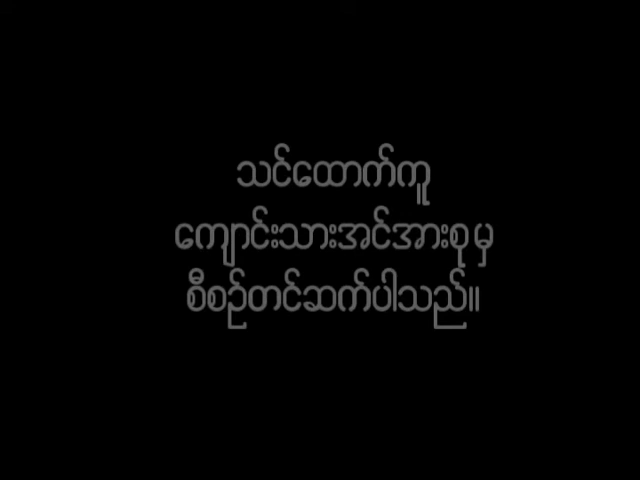 သင်ထောက်ကူ
ကျောင်းသားအင်အားစုမှ
စီစဉ်တင်ဆက်ပါသည်။